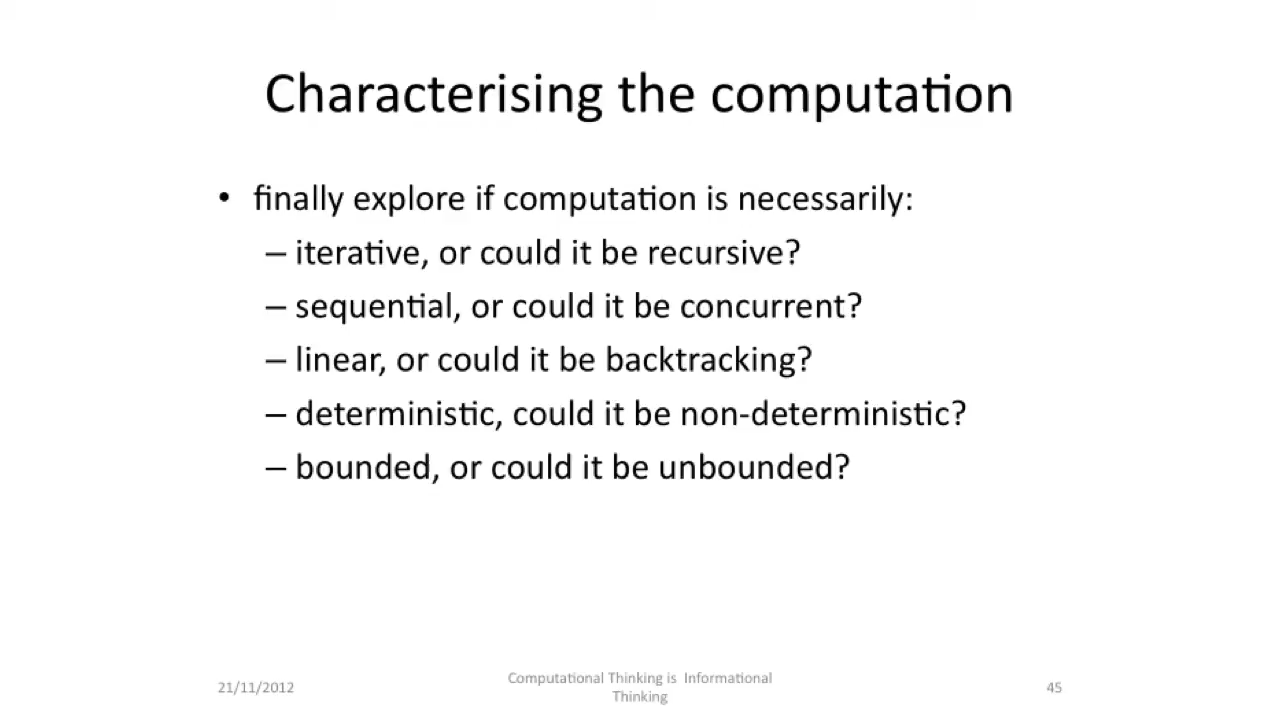 Characterising the computation
• finally explore if computation is necessarily:
– iterative, or could it be recursive?
– sequential, or could it be concurrent?
– linear, or could it be backtracking?
– deterministic, could it be non-deterministic?
– bounded, or could it be unbounded?
21/11/2012
Computational Thinking is Informational
Thinking
45